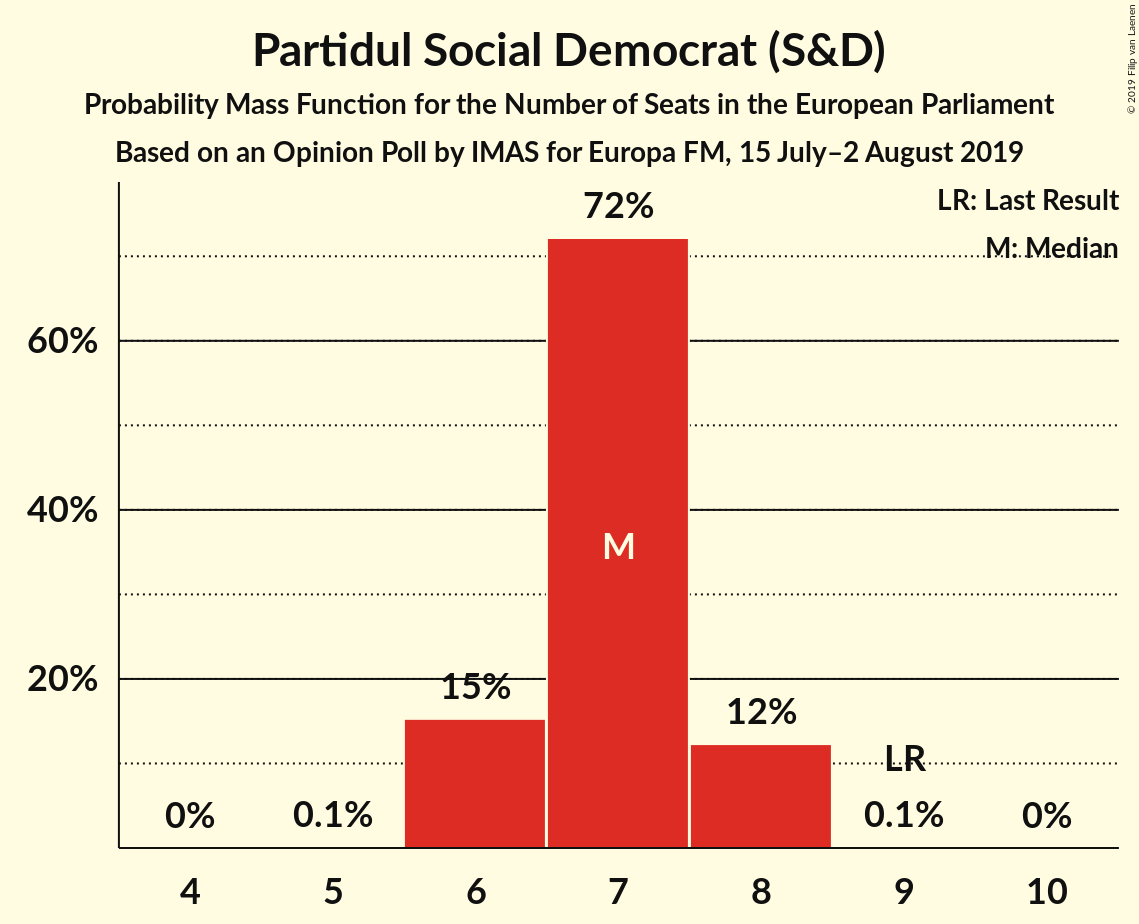 Partidul Social Democrat (S&D)
Probability Mass Function for the Number of Seats in the European Parliament
Based on an Opinion Poll by IMAS for Europa FM, 15 July–2 August 2019
© 2019 Filip van Laenen
LR: Last Result
M: Median
72%
60%
40%
M
20%
15%
12%
LR
0%
0.1%
0.1%
0%
4 5 6 7 8 9 10